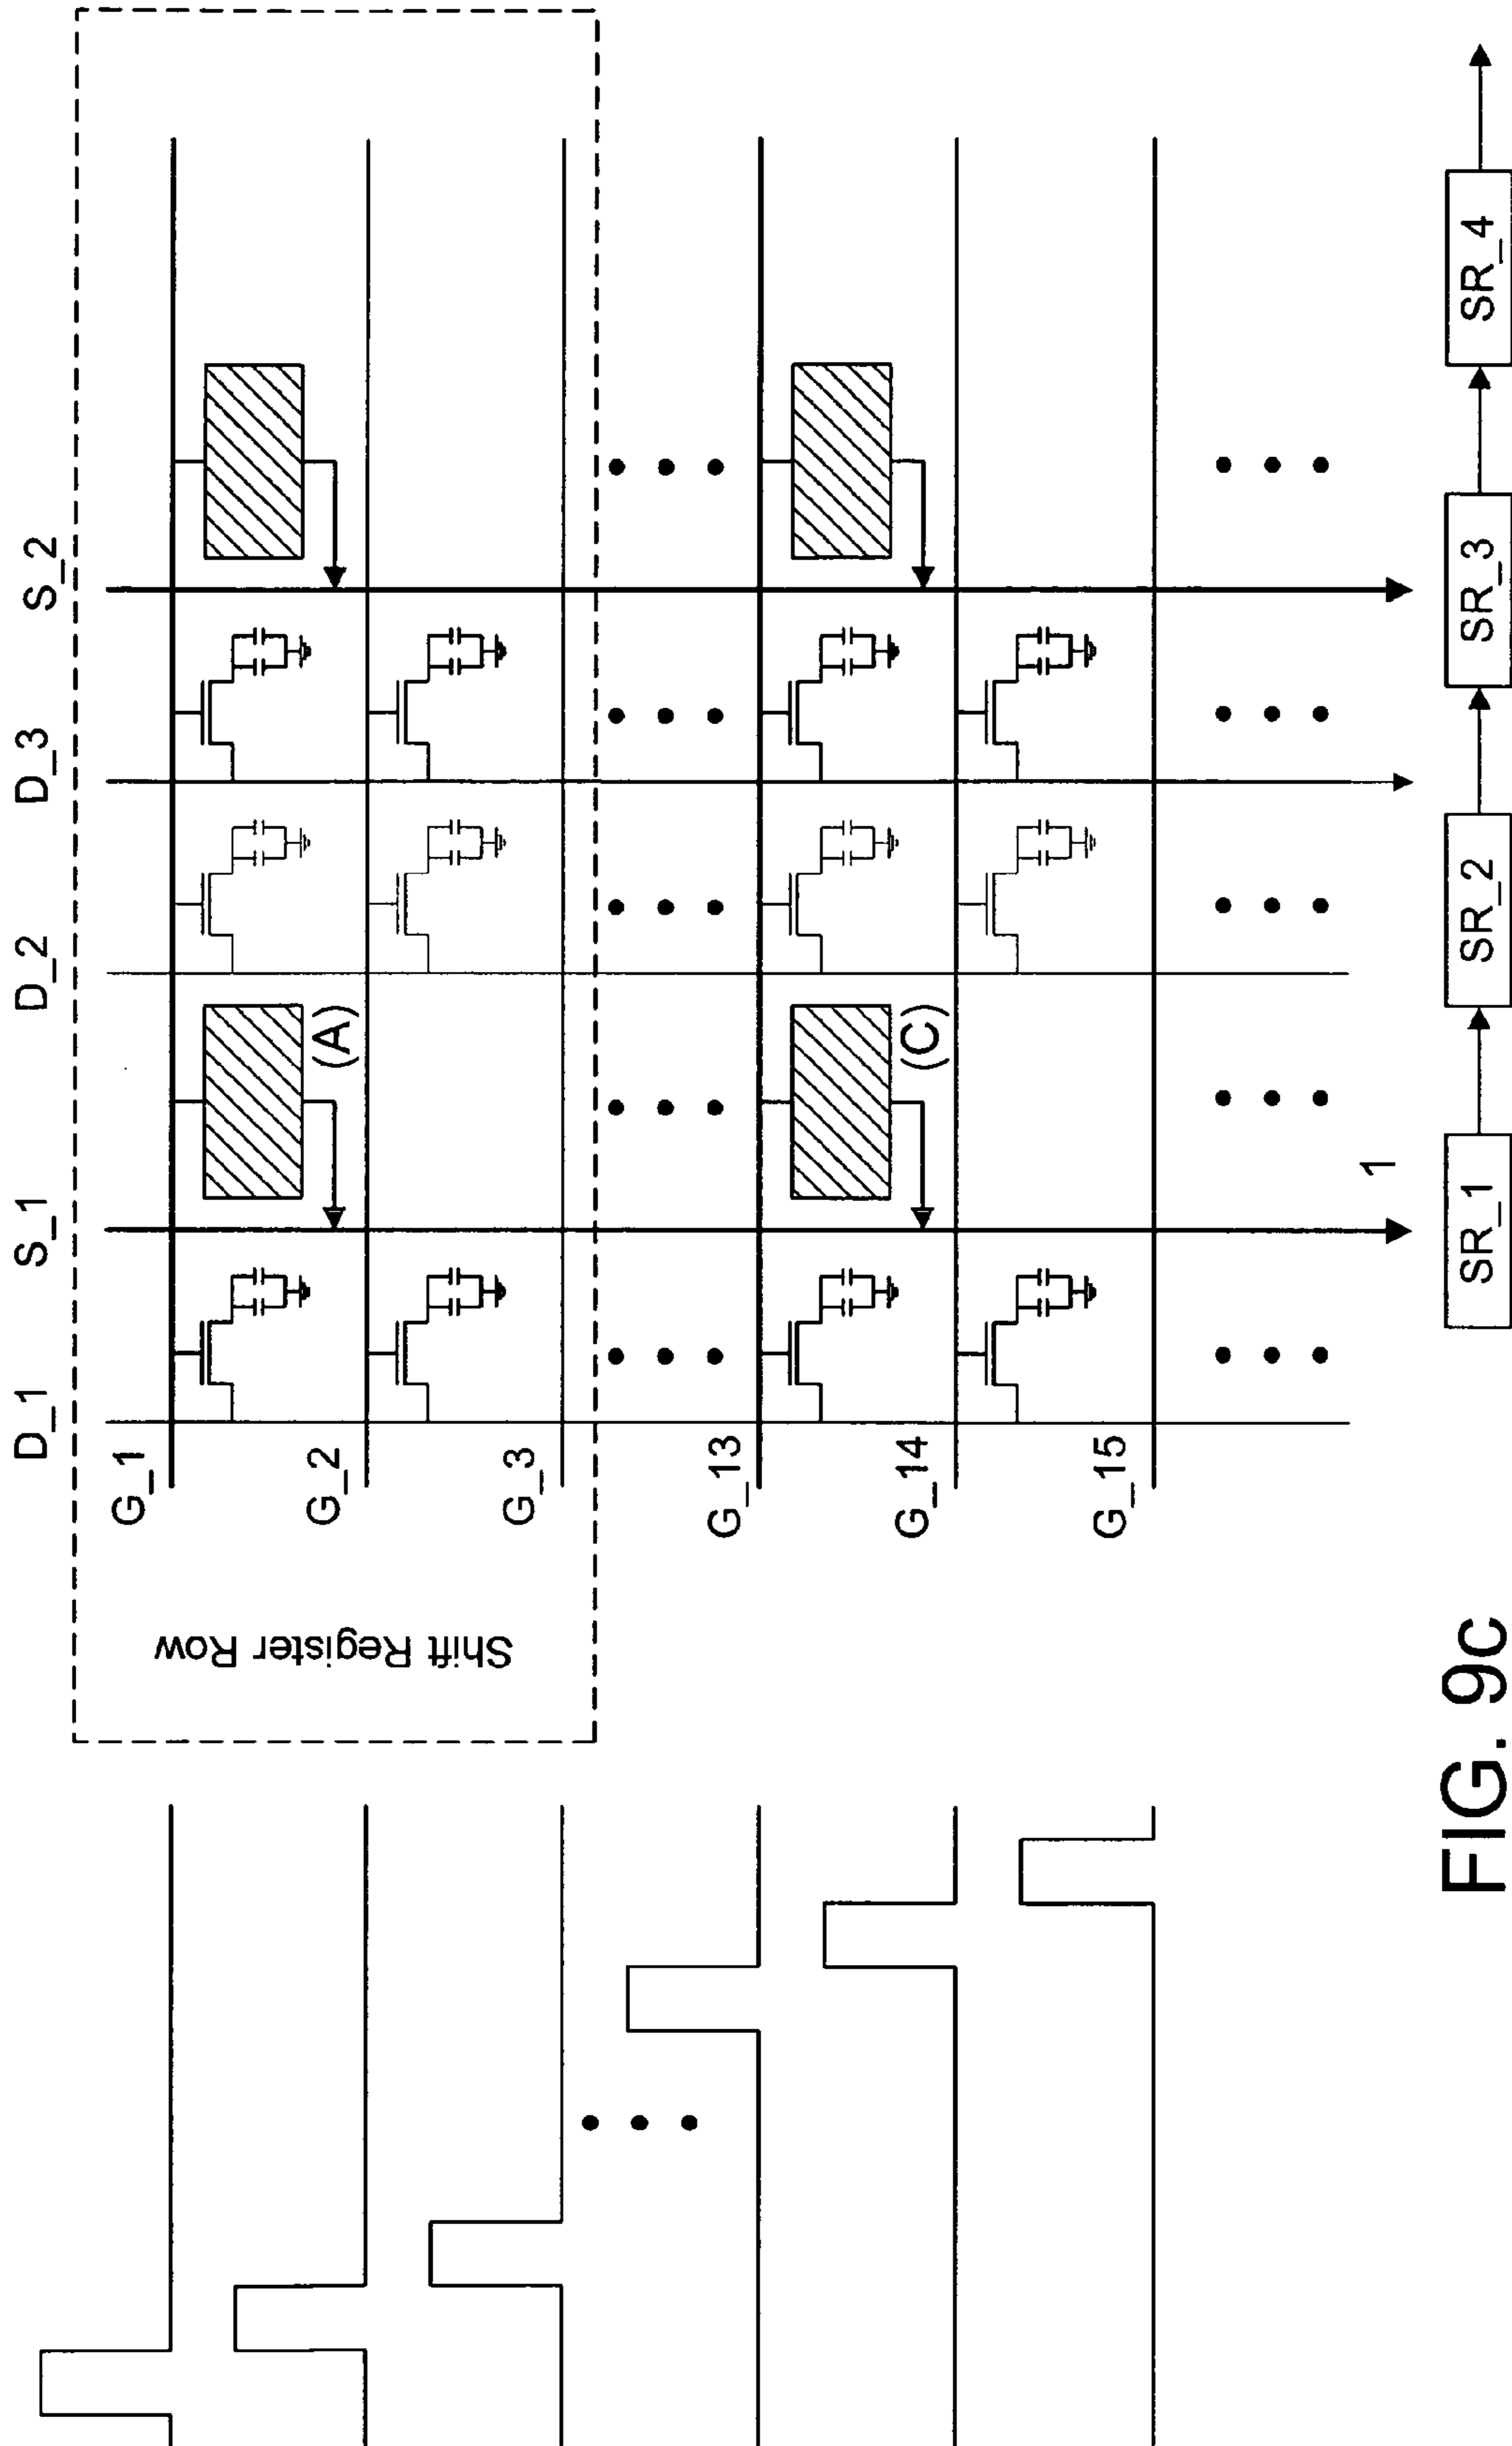 D_1 S_1 D_2 D_3 S_2
G_1
G_2
G_3
G_13
G_14
G_15
Shift Register Row
(A)
(C)
1
SR_1 SR_2 SR_3 SR_4
FIG. 9c